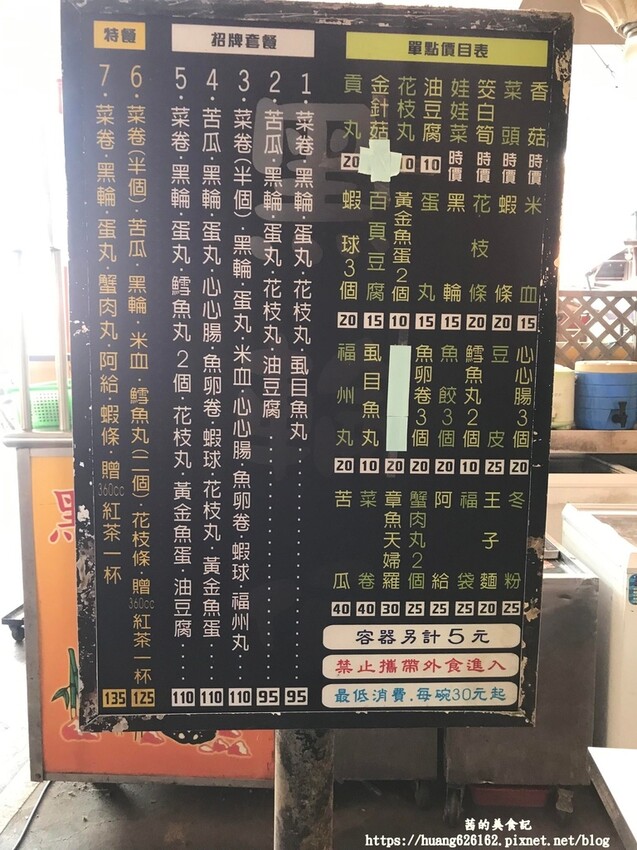 單點價目表
香菇 時價
菜頭 時價
筊白筍 時價
娃娃菜 時價
油豆腐 10
花枝丸 10
金針菇
貢丸 20
米血 15
蝦條 20
花枝條 20
黑輪 15
蛋丸 15
黃金魚蛋2個 10
百頁豆腐 15
蝦球3個 20
心心腸3個 20
豆皮 25
鱈魚丸2個 10
魚餃3個 20
魚卵卷3個 20
20
虱目魚丸 10
福州丸 20
冬粉 25
王子麵 20
福袋 25
阿給 25
蟹肉丸2個 25
章魚天婦羅 30
菜卷 40
苦瓜 40
容器另計5元
禁止攜帶外食進入
最低消費.每碗30元起
招牌套餐
1.菜卷.黑輪.蛋丸.花枝丸.虱目魚丸 95
2.苦瓜.黑輪.蛋丸.花枝丸.油豆腐 95
3.菜卷(半個).黑輪.蛋丸.米血.心心腸.魚卵卷.蝦球.福州丸 110
4.苦瓜.黑輪.蛋丸.心心腸.魚卵卷.蝦球.花枝丸.黃金魚蛋 110
5.菜卷.黑輪.蛋丸.鱈魚丸2個.花枝丸.黃金魚蛋.油豆腐 110
特餐
6.菜卷(半個).苦瓜.黑輪.米血.鱈魚丸(二個).花枝條.贈360cc紅茶一杯 125
7.菜卷.黑輪.蛋丸.蟹肉丸.阿給.蝦條.贈360cc紅茶一杯 135
黑
茜的美食記
https://huang626162.pixnet.net/blog